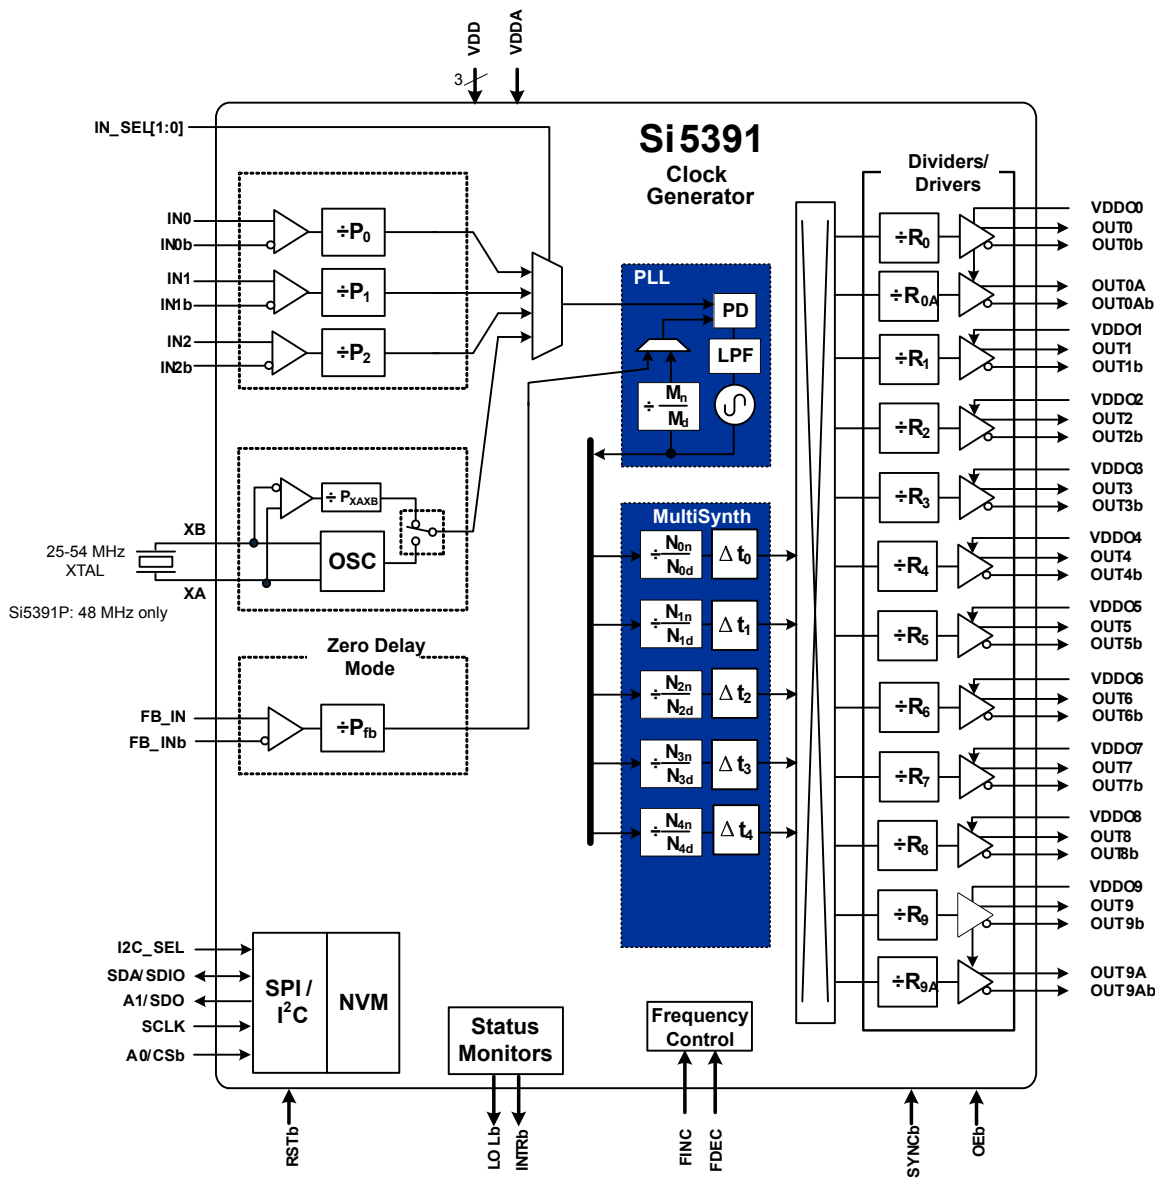 VDD
VDDA
3
IN_SEL[1:0]
Si5391
Clock
Generator
Dividers/
Drivers
IN0
IN0b
÷P0
IN1
IN1b
÷P1
IN2
IN2b
÷P2
PLL
PD
LPF
÷ Mn
Md
XB
25-54 MHz
XTAL
XA
Si5391P: 48 MHz only
÷ PXAXB
OSC
Zero Delay
Mode
FB_IN
FB_INb
÷Pfb
MultiSynth
÷ N0n
N0d
Δ t0
÷ N1n
N1d
Δ t1
÷ N2n
N2d
Δ t2
÷ N3n
N3d
Δ t3
÷ N4n
N4d
Δ t4
÷R0
VDDO0
OUT0
OUT0b
÷R0A
OUT0A
OUT0Ab
÷R1
VDDO1
OUT1
OUT1b
÷R2
VDDO2
OUT2
OUT2b
÷R3
VDDO3
OUT3
OUT3b
÷R4
VDDO4
OUT4
OUT4b
÷R5
VDDO5
OUT5
OUT5b
÷R6
VDDO6
OUT6
OUT6b
÷R7
VDDO7
OUT7
OUT7b
÷R8
VDDO8
OUT8
OUT8b
÷R9
VDDO9
OUT9
OUT9b
÷R9A
OUT9A
OUT9Ab
I2C_SEL
SDA/SDIO
A1/SDO
SCLK
A0/CSb
SPI /
I²C
NVM
Status
Monitors
Frequency
Control
RSTb
LOLb
INTRb
FINC
FDEC
SYNCb
OEb